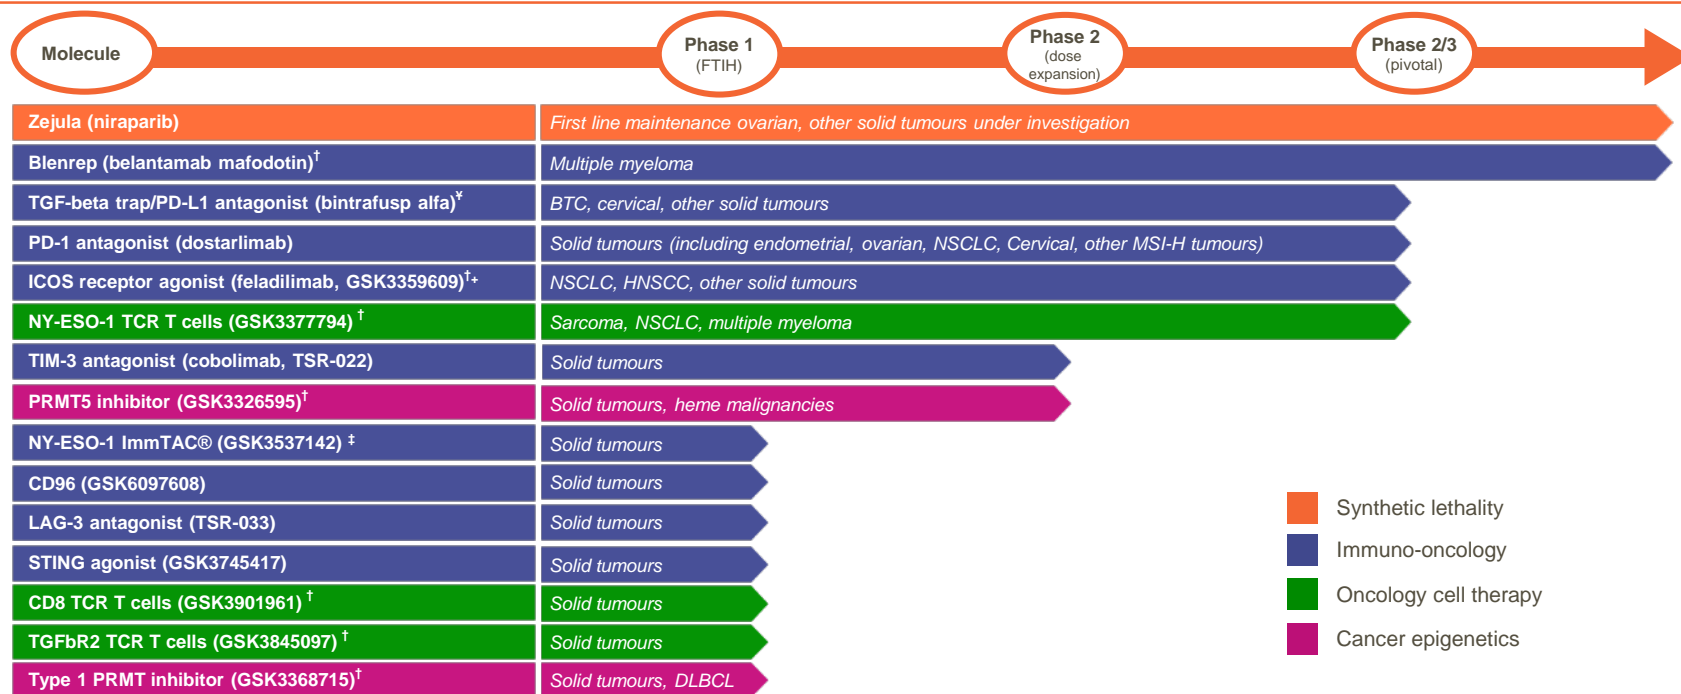 Molecule
Phase 1
(FTIH)
Phase 2
(dose
expansion)
Phase 2/3
(pivotal)
Zejula (niraparib)
First line maintenance ovarian, other solid tumours under investigation
Blenrep (belantamab mafodotin)†
Multiple myeloma
TGF-beta trap/PD-L1 antagonist (bintrafusp alfa)¥
BTC, cervical, other solid tumours
PD-1 antagonist (dostarlimab)
Solid tumours (including endometrial, ovarian, NSCLC, Cervical, other MSI-H tumours)
ICOS receptor agonist (feladilimab, GSK3359609)†+
NSCLC, HNSCC, other solid tumours
NY-ESO-1 TCR T cells (GSK3377794) †
Sarcoma, NSCLC, multiple myeloma
TIM-3 antagonist (cobolimab, TSR-022)
Solid tumours
PRMT5 inhibitor (GSK3326595)†
Solid tumours, heme malignancies
NY-ESO-1 ImmTAC® (GSK3537142) ‡
Solid tumours
CD96 (GSK6097608)
Solid tumours
LAG-3 antagonist (TSR-033)
Solid tumours
STING agonist (GSK3745417)
Solid tumours
CD8 TCR T cells (GSK3901961) †
Solid tumours
TGFbR2 TCR T cells (GSK3845097) †
Solid tumours
Type 1 PRMT inhibitor (GSK3368715)†
Solid tumours, DLBCL
Synthetic lethality
Immuno-oncology
Oncology cell therapy
Cancer epigenetics